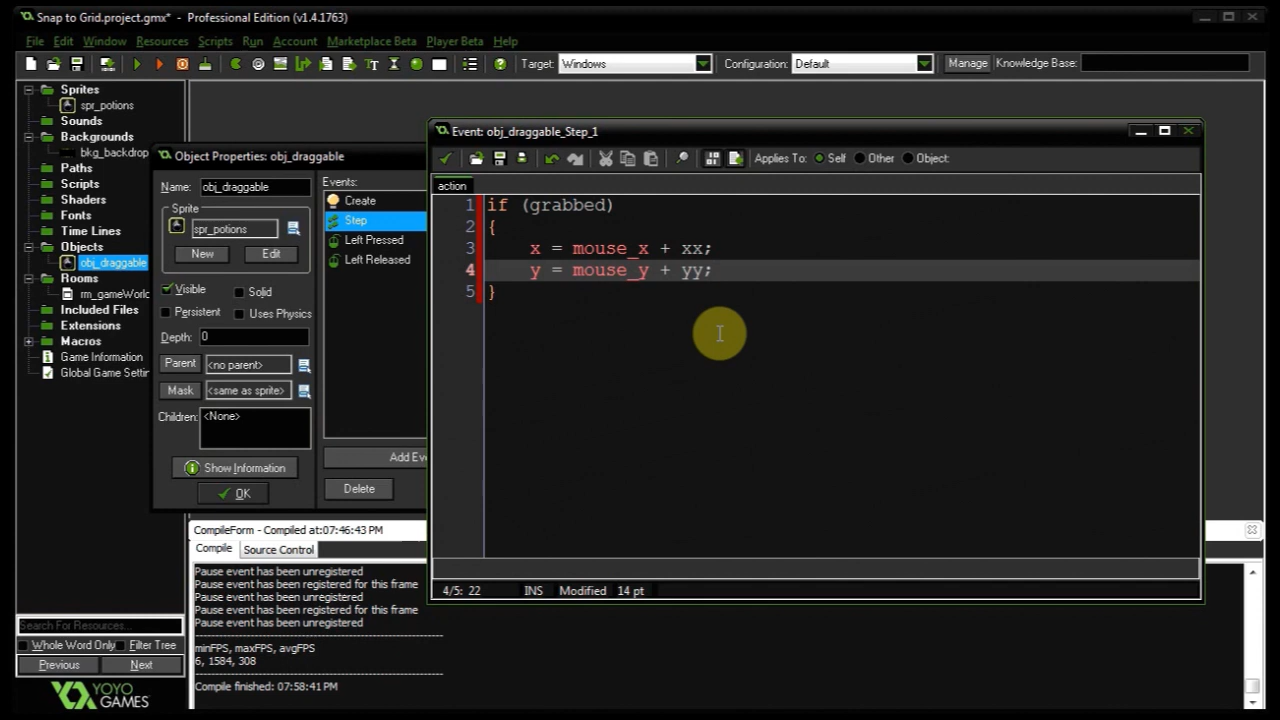 Snap to Grid.project.gmx* - Professional Edition (v1.4.1763)
File Edit Window Resources Scripts Run Account Marketplace Beta Player Beta Help
Target: Windows Configuration: Default Manage Knowledge Base:
Sprites
spr_potions
Sounds
Backgrounds
bkg_backdrop
Paths
Scripts
Shaders
Fonts
Time Lines
Objects
obj_draggable
Rooms
rm_gameWorld
Included Files
Extensions
Macros
Game Information
Global Game Settin
Search For Resources...
Whole Word Only Filter Tree
Previous Next
YOYO
GAMES
Object Properties: obj_draggable
Name: obj_draggable
Sprite
spr_potions
New Edit
Visible Solid
Persistent Uses Physics
Depth: 0
Parent <no parent>
Mask <same as sprite>
Children: <None>
Show Information
OK
Events:
Create
Step
Left Pressed
Left Released
Add Eve
Delete
Event: obj_draggable_Step_1
Applies To: Self Other Object:
action
1 if (grabbed)
2 {
3 x = mouse_x + xx;
4 y = mouse_y + yy;
5 }
4/5: 22 INS Modified 14 pt
CompileForm - Compiled at:07:46:43 PM
Compile Source Control
Pause event has been unregistered
Pause event has been registered for this frame
Pause event has been unregistered
Pause event has been registered for this frame
Pause event has been unregistered
minFPS, maxFPS, avgFPS
6, 1584, 308
Compile finished: 07:58:41 PM